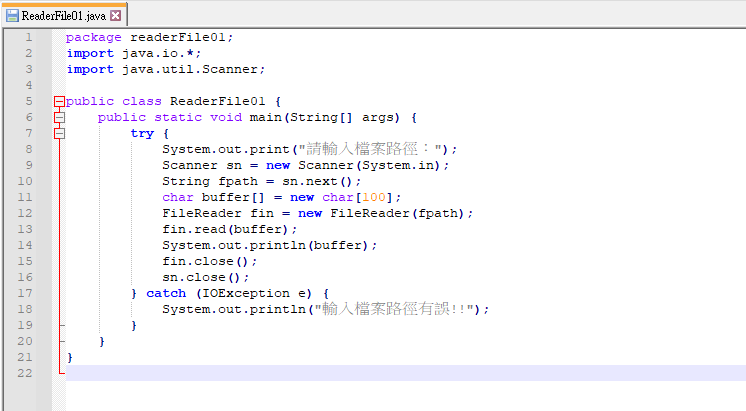 ReaderFile01.java
1 package readerFile01;
2 import java.io.*;
3 import java.util.Scanner;
4
5 public class ReaderFile01 {
6     public static void main(String[] args) {
7         try {
8             System.out.print("請輸入檔案路徑：");
9             Scanner sn = new Scanner(System.in);
10             String fpath = sn.next();
11             char buffer[] = new char[100];
12             FileReader fin = new FileReader(fpath);
13             fin.read(buffer);
14             System.out.println(buffer);
15             fin.close();
16             sn.close();
17         } catch (IOException e) {
18             System.out.println("輸入檔案路徑有誤!!");
19         }
20     }
21 }
22